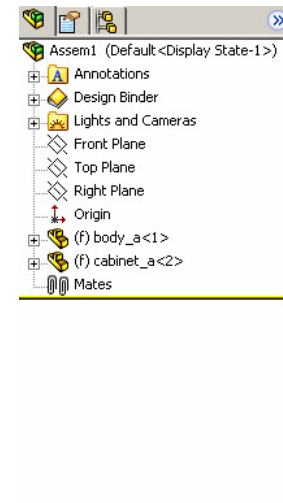 Assem1 (Default<Display State-1>)
Annotations
Design Binder
Lights and Cameras
Front Plane
Top Plane
Right Plane
Origin
(f) body_a<1>
(f) cabinet_a<2>
Mates